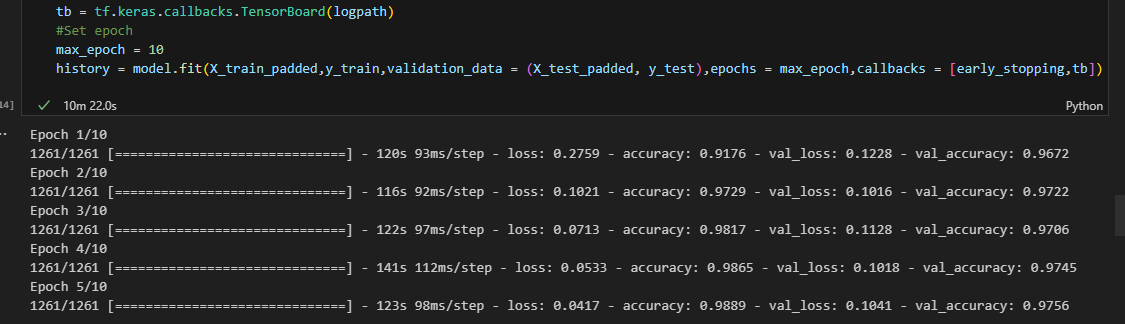 tb = tf.keras.callbacks.TensorBoard(logpath)
#Set epoch
max_epoch = 10
history = model.fit(X_train_padded,y_train,validation_data = (X_test_padded, y_test),epochs = max_epoch,callbacks = [early_stopping,tb])
14] ✓ 10m 22.0s Python
Epoch 1/10
1261/1261 [==============================] - 120s 93ms/step - loss: 0.2759 - accuracy: 0.9176 - val_loss: 0.1228 - val_accuracy: 0.9672
Epoch 2/10
1261/1261 [==============================] - 116s 92ms/step - loss: 0.1021 - accuracy: 0.9729 - val_loss: 0.1016 - val_accuracy: 0.9722
Epoch 3/10
1261/1261 [==============================] - 122s 97ms/step - loss: 0.0713 - accuracy: 0.9817 - val_loss: 0.1128 - val_accuracy: 0.9706
Epoch 4/10
1261/1261 [==============================] - 141s 112ms/step - loss: 0.0533 - accuracy: 0.9865 - val_loss: 0.1018 - val_accuracy: 0.9745
Epoch 5/10
1261/1261 [==============================] - 123s 98ms/step - loss: 0.0417 - accuracy: 0.9889 - val_loss: 0.1041 - val_accuracy: 0.9756